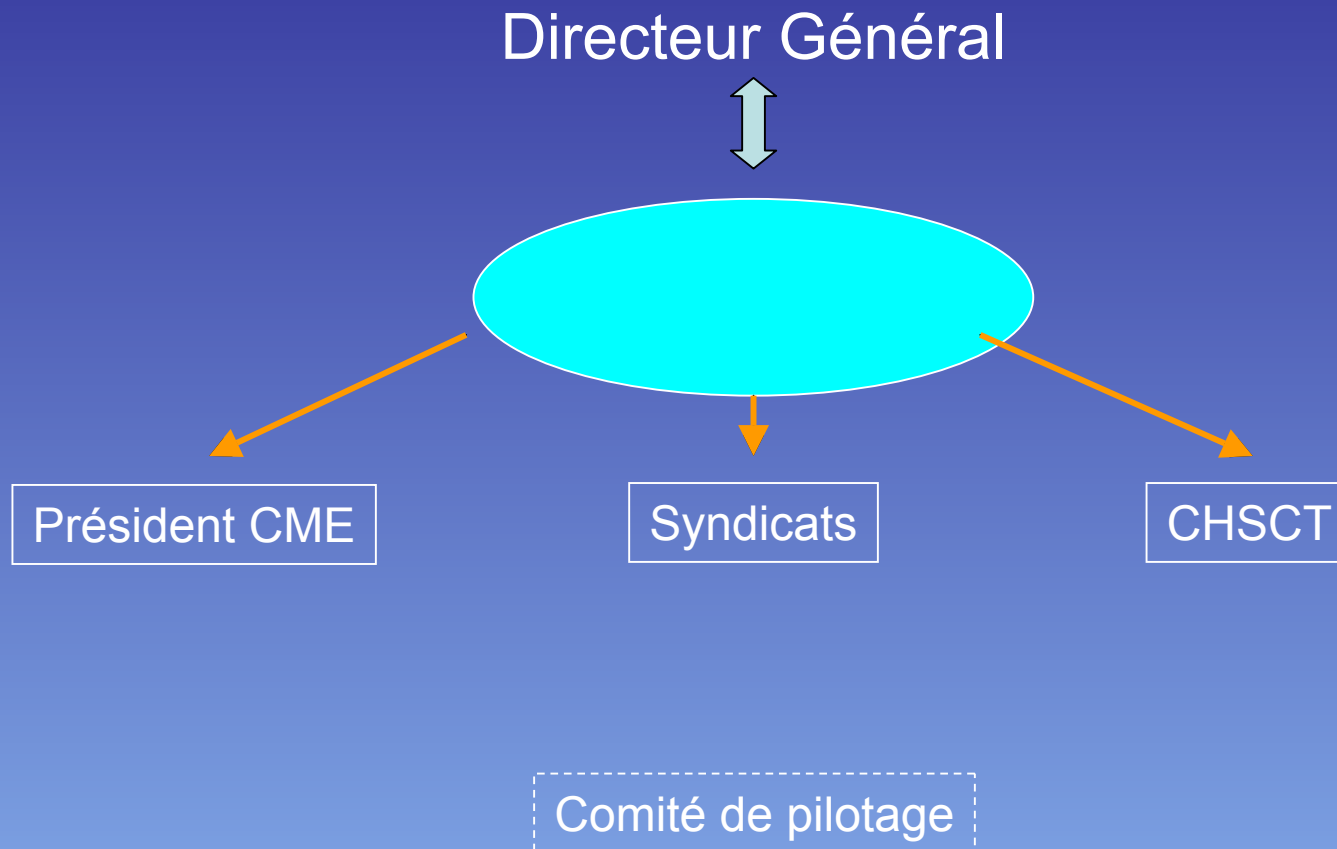 Directeur Général
Président CME
Syndicats
CHSCT
Comité de pilotage